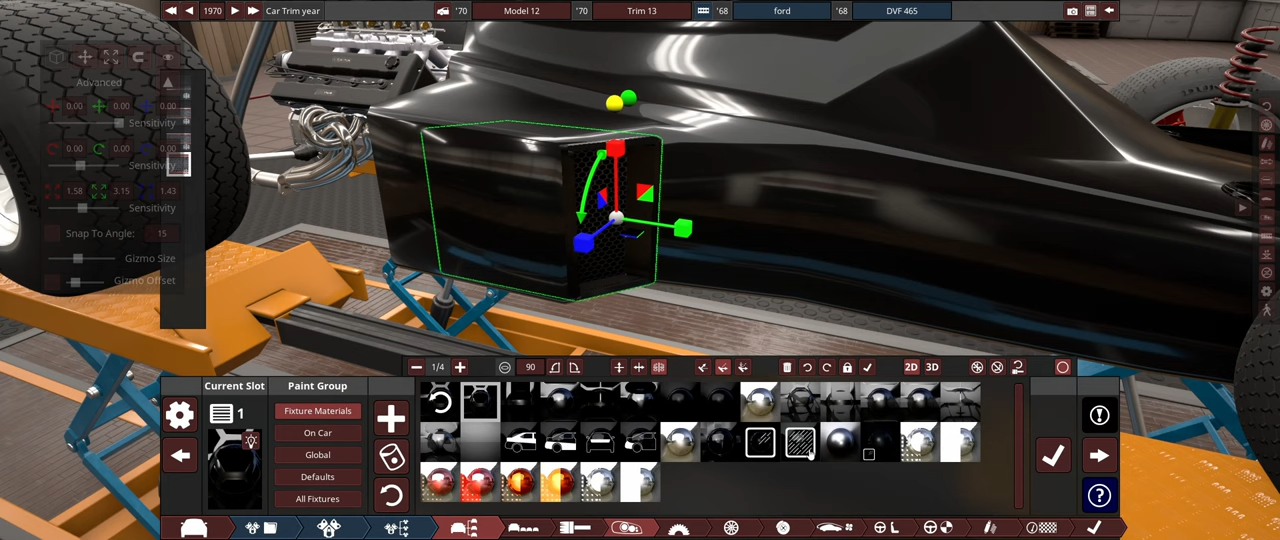 1970 Car Trim year '70 Model 12 '70 Trim 13 '68 ford '68 DVF 465
Advanced
0.00 0.00 0.00
Sensitivity
0.00 0.00 0.00
Sensitivity
1.58 3.15 1.43
Sensitivity
Snap To Angle: 15
Gizmo Size
Gizmo Offset
1/4 90 2D 3D
Current Slot
1
Paint Group
Fixture Materials
On Car
Global
Defaults
All Fixtures